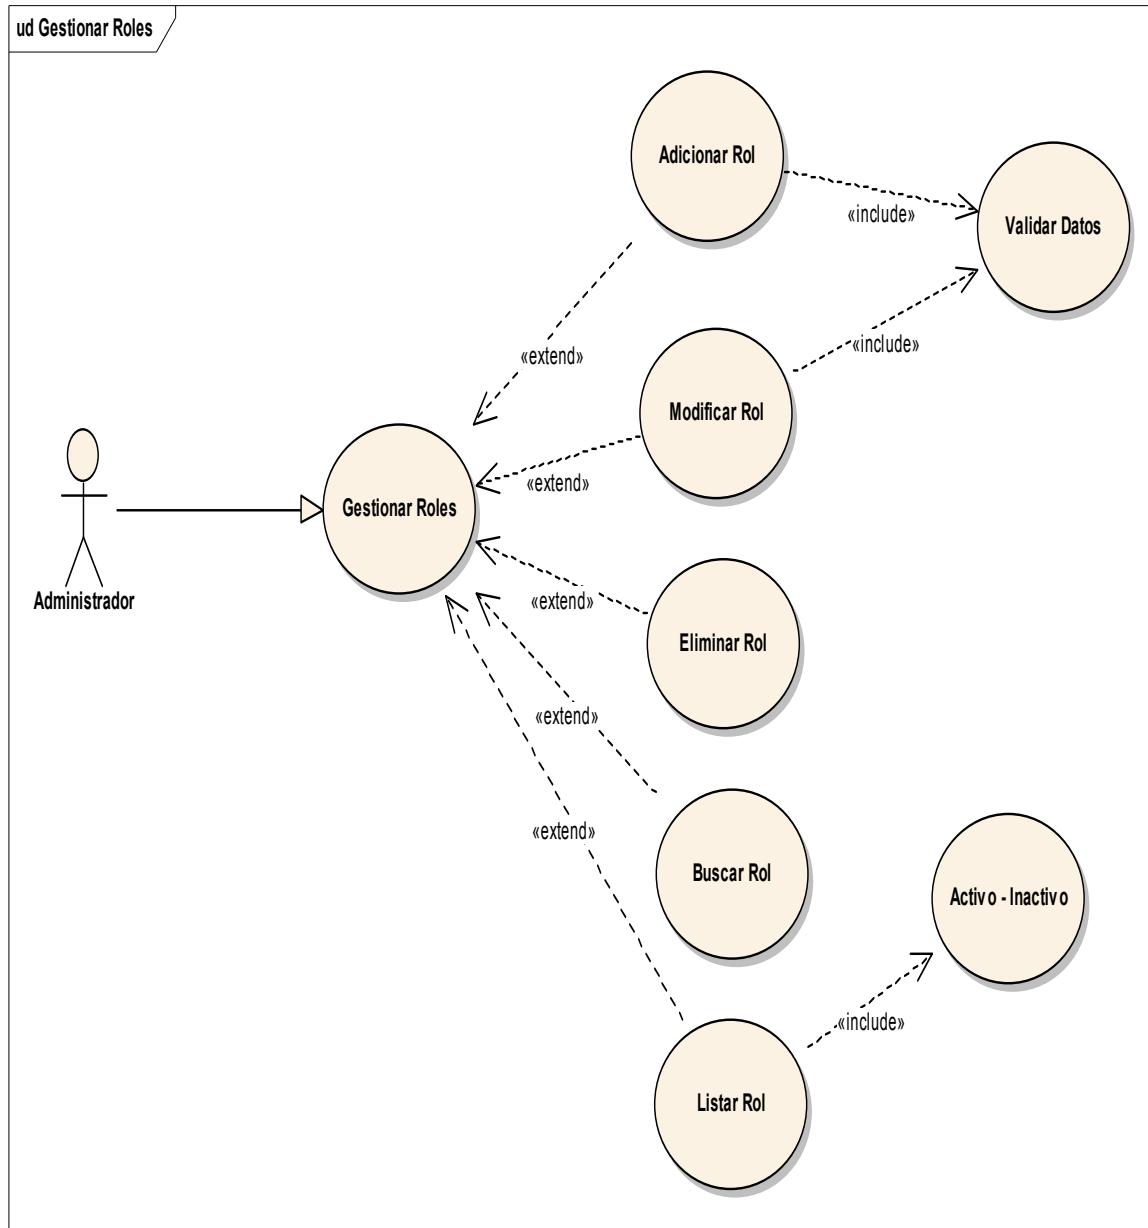 ud Gestionar Roles
Adicionar Rol
Validar Datos
«include»
«include»
«extend»
Modificar Rol
«extend»
Gestionar Roles
Administrador
«extend»
Eliminar Rol
«extend»
Buscar Rol
«extend»
Activo - Inactivo
«include»
Listar Rol